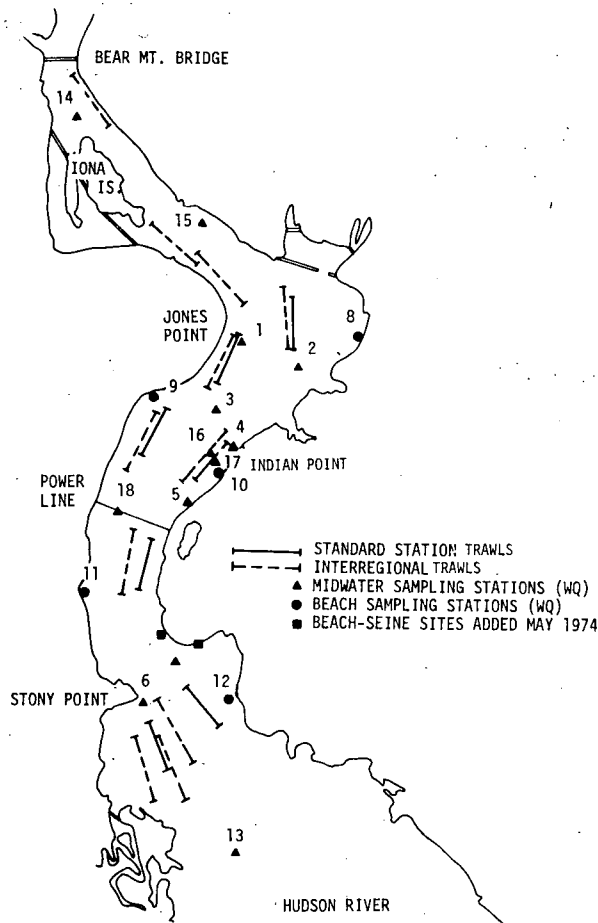 BEAR MT. BRIDGE
14
IONA
IS.
15
JONES
POINT
1
8
2
9
3
4
16
17
INDIAN POINT
10
5
POWER
LINE
18
STANDARD STATION TRAWLS
INTERREGIONAL TRAWLS
MIDWATER SAMPLING STATIONS (WQ)
BEACH SAMPLING STATIONS (WQ)
BEACH-SEINE SITES ADDED MAY 1974
11
6
12
STONY POINT
13
HUDSON RIVER